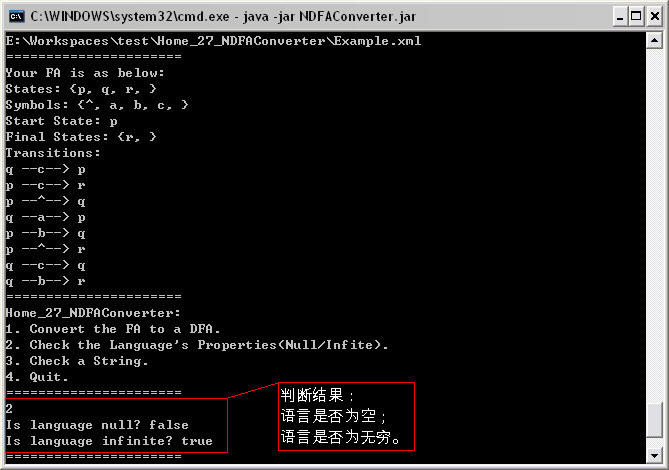 C:\WINDOWS\system32\cmd.exe - java -jar NDFAConverter.jar
E:\Workspaces\test\Home_27_NDFAConverter\Example.xml
======================
Your FA is as below:
States: {p, q, r, }
Symbols: {^, a, b, c, }
Start State: p
Final States: {r, }
Transitions:
q --c--> p
p --c--> r
p --^--> q
q --a--> p
p --b--> q
p --^--> r
q --c--> q
q --b--> r
======================
Home_27_NDFAConverter:
1. Convert the FA to a DFA.
2. Check the Language's Properties(Null/Infite).
3. Check a String.
4. Quit.
======================
2
Is language null? false
Is language infinite? true
======================
判断结果：
语言是否为空；
语言是否为无穷。